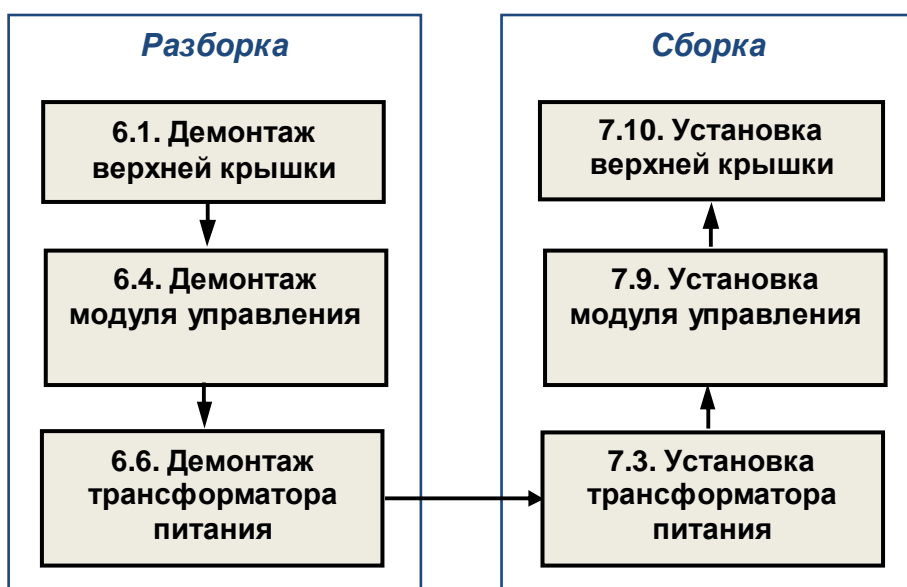 Разборка
6.1. Демонтаж
верхней крышки
6.4. Демонтаж
модуля управления
6.6. Демонтаж
трансформатора
питания
Сборка
7.10. Установка
верхней крышки
7.9. Установка
модуля управления
7.3. Установка
трансформатора
питания